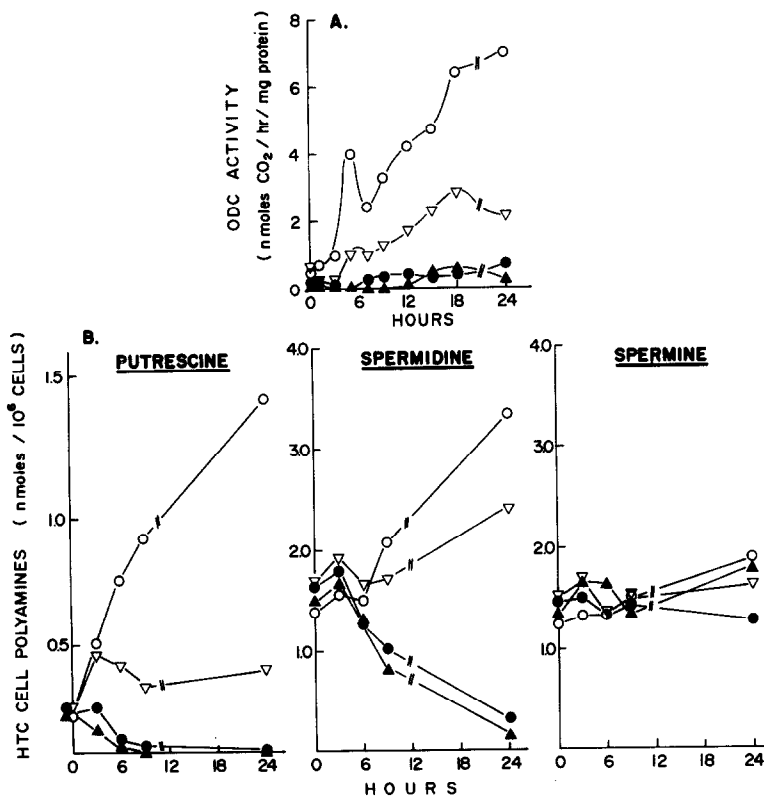 A.
ODC ACTIVITY
(nmoles CO₂/hr/mg protein)
8
6
4
2
0
0 6 12 18 24
HOURS
B.
HTC CELL POLYAMINES (nmoles/10⁶ CELLS)
PUTRESCINE
1.5
1.0
0.5
0 6 12 18 24
SPERMIDINE
4.0
3.0
2.0
1.0
0 6 12 18 24
SPERMINE
4.0
3.0
2.0
1.0
0 6 12 18 24
HOURS